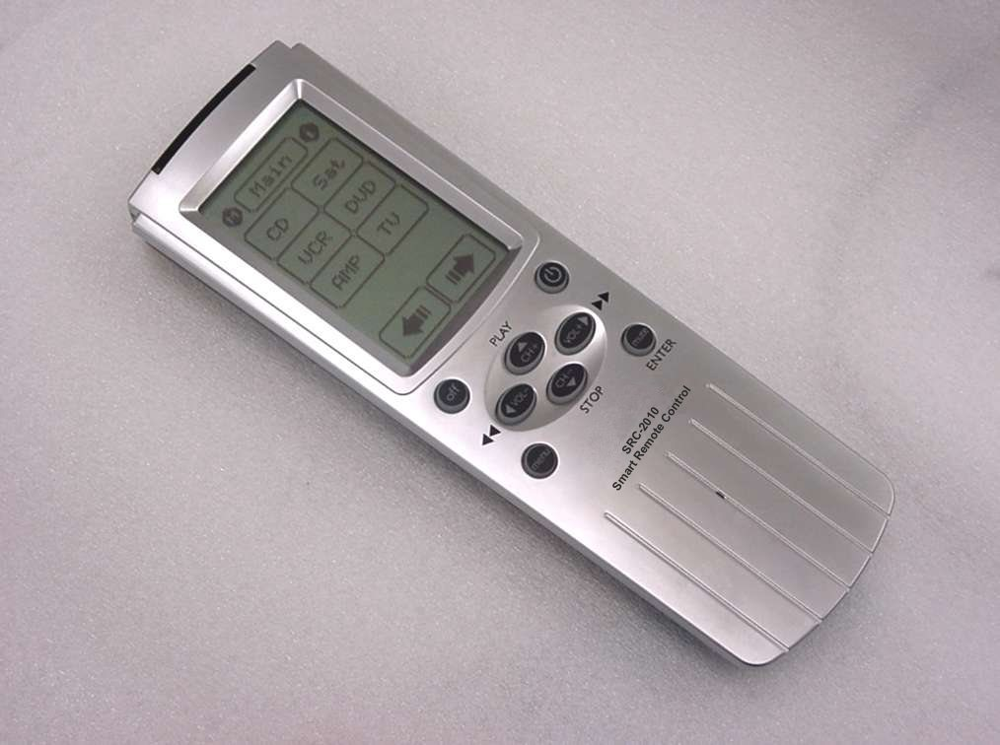 Main
Sat
CD
DVD
VCR
TV
AMP
PLAY
CH+
VOL+
mute
ENTER
off
VOL-
CH-
STOP
menu
SRC-2010
Smart Remote Control